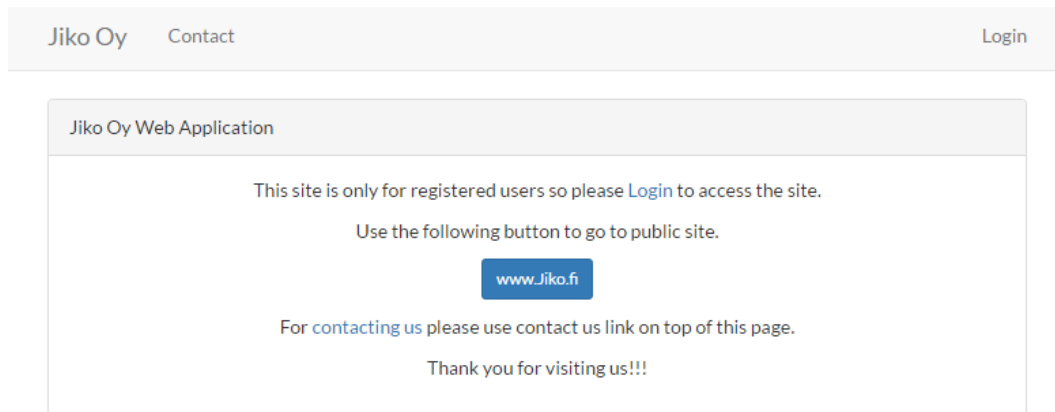 Jiko Oy Contact Login
Jiko Oy Web Application
This site is only for registered users so please Login to access the site.
Use the following button to go to public site.
www.Jiko.fi
For contacting us please use contact us link on top of this page.
Thank you for visiting us!!!